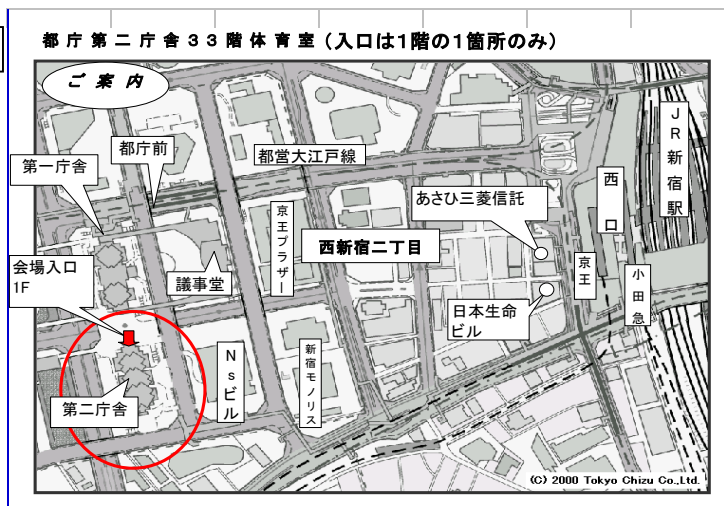 都庁第二庁舎33階体育室(入口は1階の1箇所のみ)
ご案内
JR新宿駅
都庁前
都営大江戸線
第一庁舎
西口
あさひ三菱信託
京王プラザー
西新宿二丁目
会場入口
1F
議事堂
京王
小田急
日本生命
ビル
Nsビル
新宿モノリス
第二庁舎
(C) 2000 Tokyo Chizu Co.,Ltd.